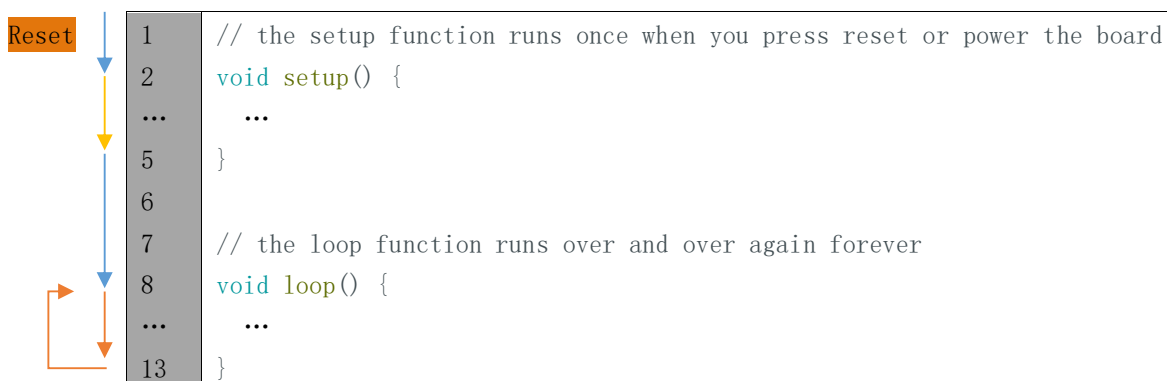 Reset 1 // the setup function runs once when you press reset or power the board
2 void setup() {
… …
5 }
6
7 // the loop function runs over and over again forever
8 void loop() {
… …
13 }